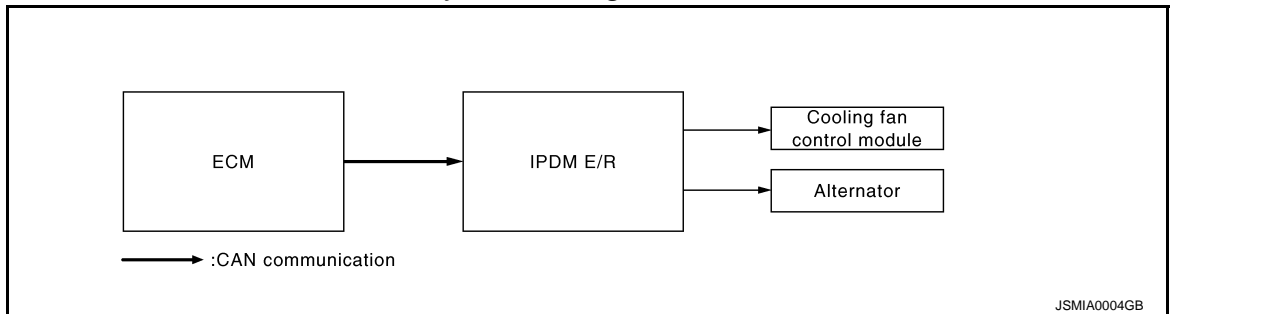 ECM
IPDM E/R
Cooling fan
control module
Alternator
:CAN communication
JSMIA0004GB